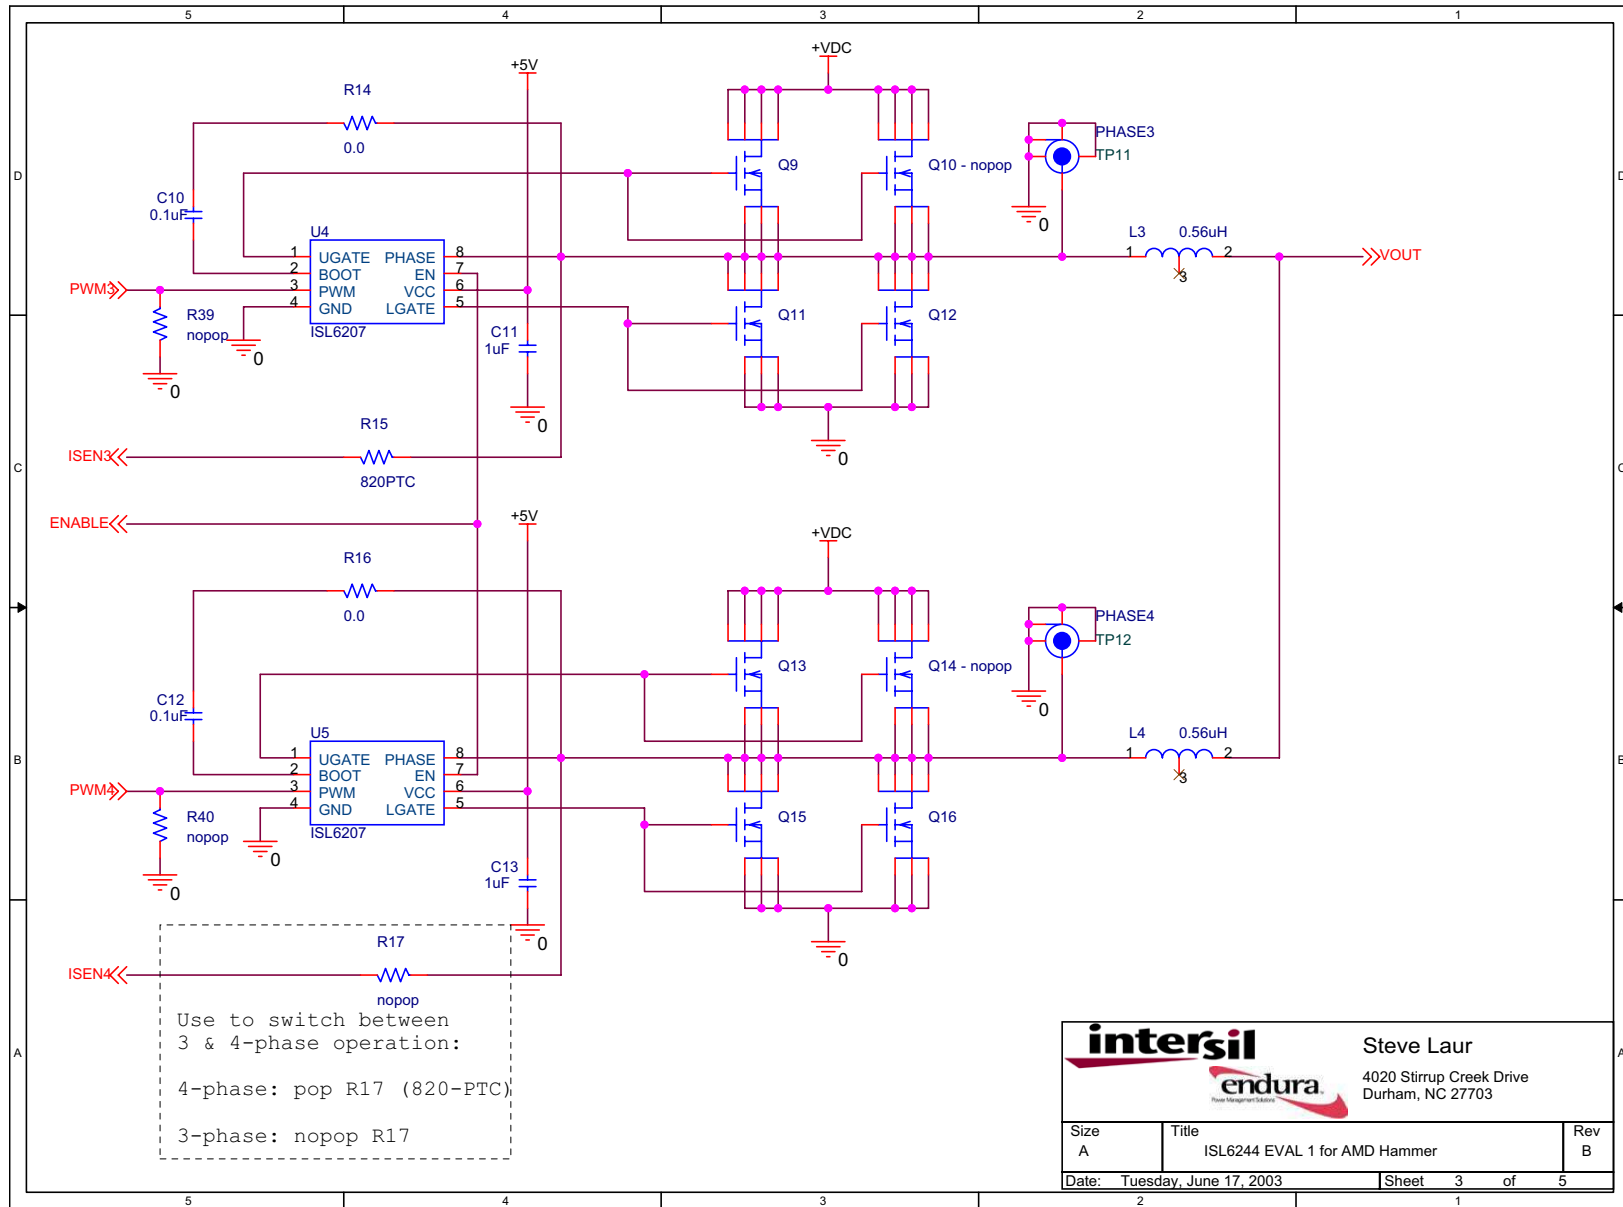 5 4 3 2 1
+5V
+VDC
R14
0.0
PHASE3
TP11
D
D
Q9
Q10 - nopop
C10
0.1uF
0
U4
L3 0.56uH
1 UGATE PHASE 8
2 BOOT EN 7
3 PWM VCC 6
4 GND LGATE 5
ISL6207
1 2
3
VOUT
PWM3
R39
nopop
0
0
C11
1uF
0
Q11
Q12
0
R15
820PTC
ISEN3
C
C
ENABLE
+5V
+VDC
R16
0.0
PHASE4
TP12
Q13
Q14 - nopop
C12
0.1uF
0
U5
L4 0.56uH
1 UGATE PHASE 8
2 BOOT EN 7
3 PWM VCC 6
4 GND LGATE 5
ISL6207
1 2
3
B
B
PWM4
R40
nopop
0
0
C13
1uF
0
Q15
Q16
0
R17
nopop
ISEN4
Use to switch between
3 & 4-phase operation:
4-phase: pop R17 (820-PTC)
3-phase: nopop R17
A
A
intersil
endura
Power Management Solutions
Steve Laur
4020 Stirrup Creek Drive
Durham, NC 27703
Size
A
Title
ISL6244 EVAL 1 for AMD Hammer
Rev
B
Date: Tuesday, June 17, 2003
Sheet 3 of 5
5 4 3 2 1